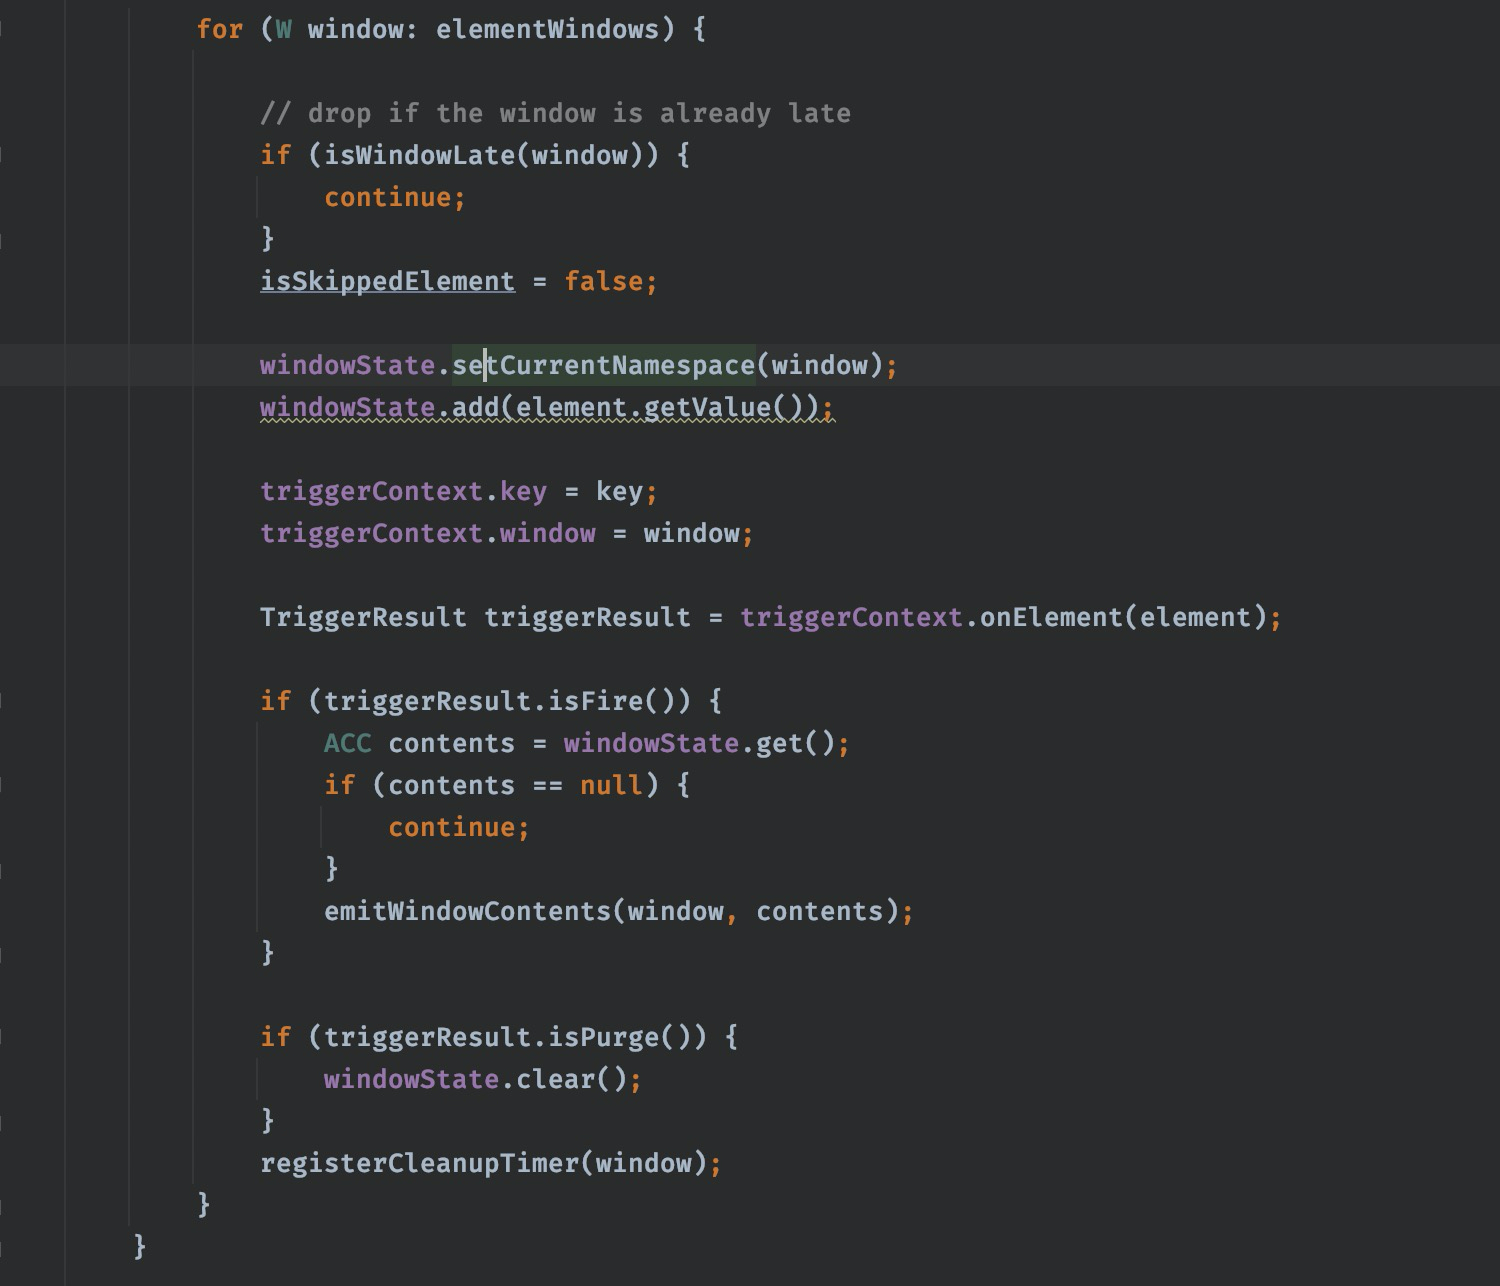 for (W window: elementWindows) {
// drop if the window is already late
if (isWindowLate(window)) {
continue;
}
isSkippedElement = false;
windowState.setCurrentNamespace(window);
windowState.add(element.getValue());
triggerContext.key = key;
triggerContext.window = window;
TriggerResult triggerResult = triggerContext.onElement(element);
if (triggerResult.isFire()) {
ACC contents = windowState.get();
if (contents == null) {
continue;
}
emitWindowContents(window, contents);
}
if (triggerResult.isPurge()) {
windowState.clear();
}
registerCleanupTimer(window);
}
}